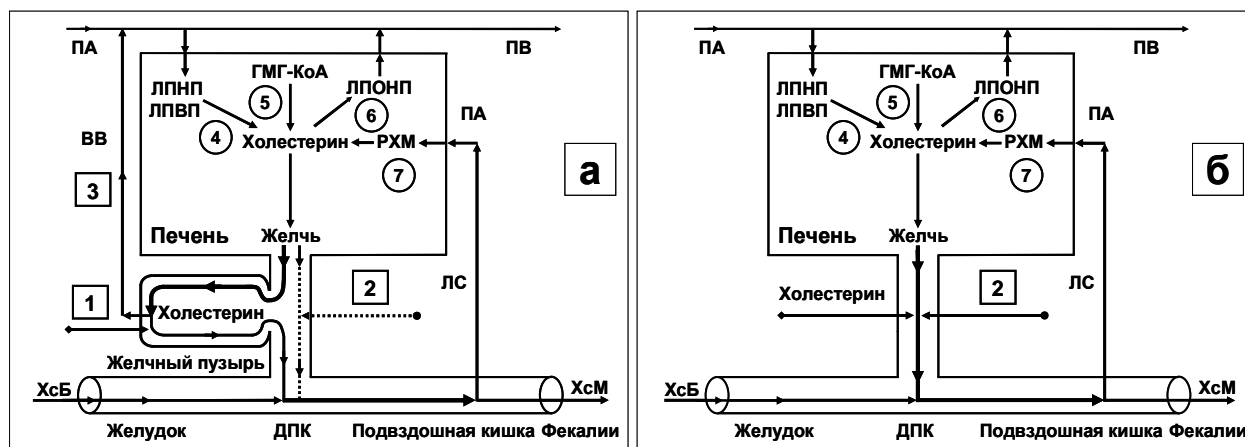 ПА
ПВ
ГМГ-КоА
ЛПНП
ЛПВП
5
ЛПОНП
ПА
6
ВВ
4
Холестерин
РХМ
а
3
7
Печень
Желчь
1
2
ЛС
Холестерин
Желчный пузырь
ХсБ
ХсМ
Желудок
ДПК
Подвздошная кишка
Фекалии
ПА
ПВ
ГМГ-КоА
ЛПНП
ЛПВП
5
ЛПОНП
ПА
6
4
Холестерин
РХМ
б
7
Печень
Желчь
Холестерин
2
ЛС
ХсБ
ХсМ
Желудок
ДПК
Подвздошная кишка
Фекалии